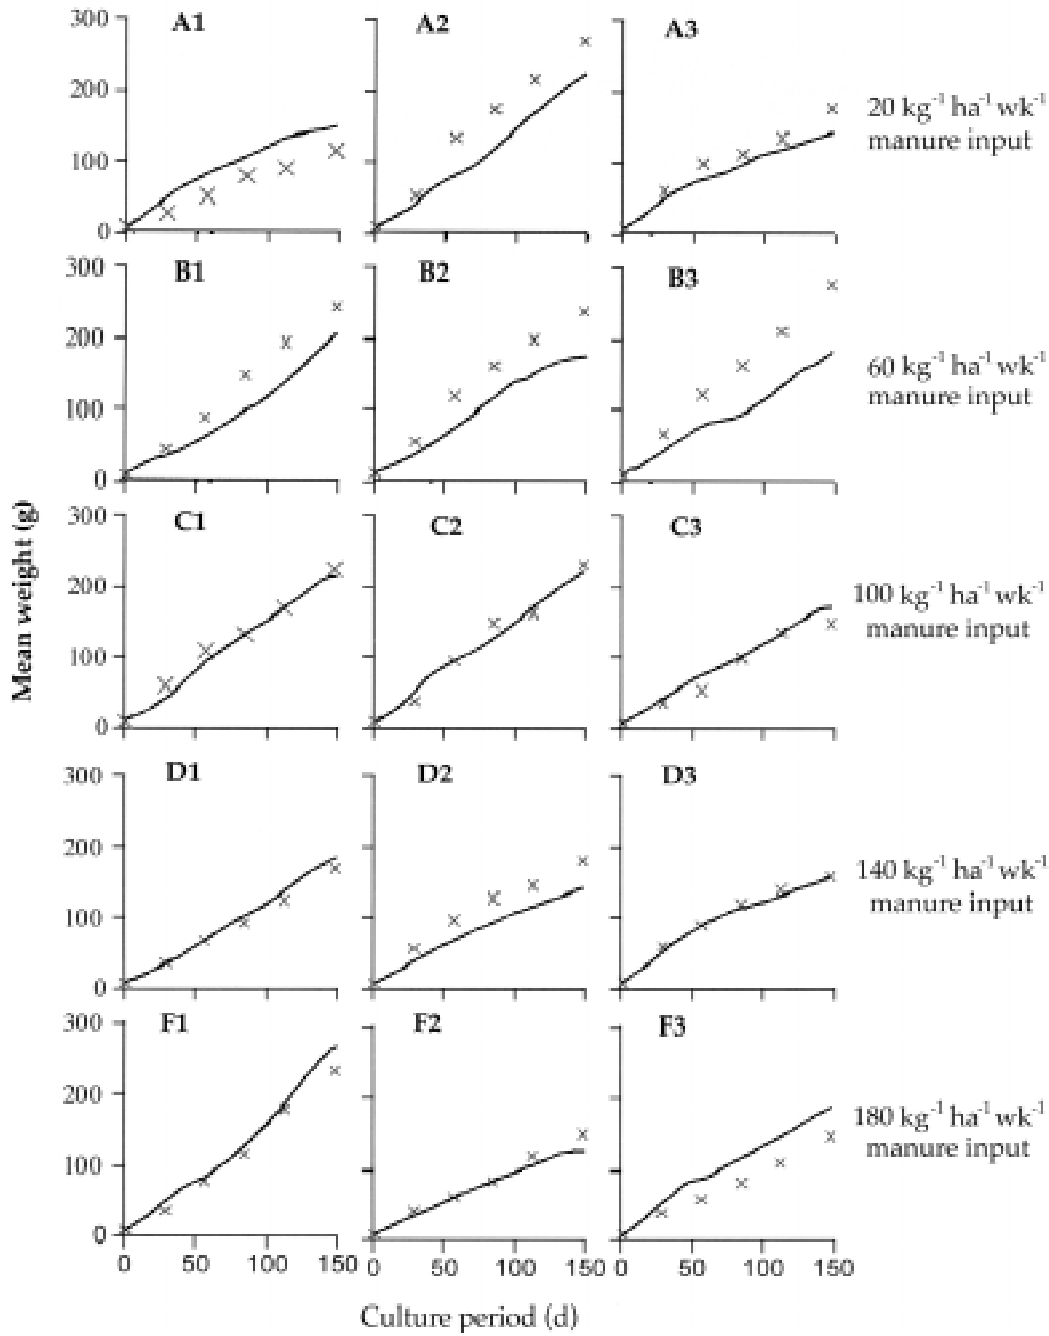 300 A1 A2 A3
200
100
0
20 kg⁻¹ ha⁻¹ wk⁻¹
manure input
300 B1 B2 B3
200
100
0
60 kg⁻¹ ha⁻¹ wk⁻¹
manure input
Mean weight (g)
300 C1 C2 C3
200
100
0
100 kg⁻¹ ha⁻¹ wk⁻¹
manure input
300 D1 D2 D3
200
100
0
140 kg⁻¹ ha⁻¹ wk⁻¹
manure input
300 F1 F2 F3
200
100
0
180 kg⁻¹ ha⁻¹ wk⁻¹
manure input
0 50 100 150 0 50 100 150 0 50 100 150
Culture period (d)